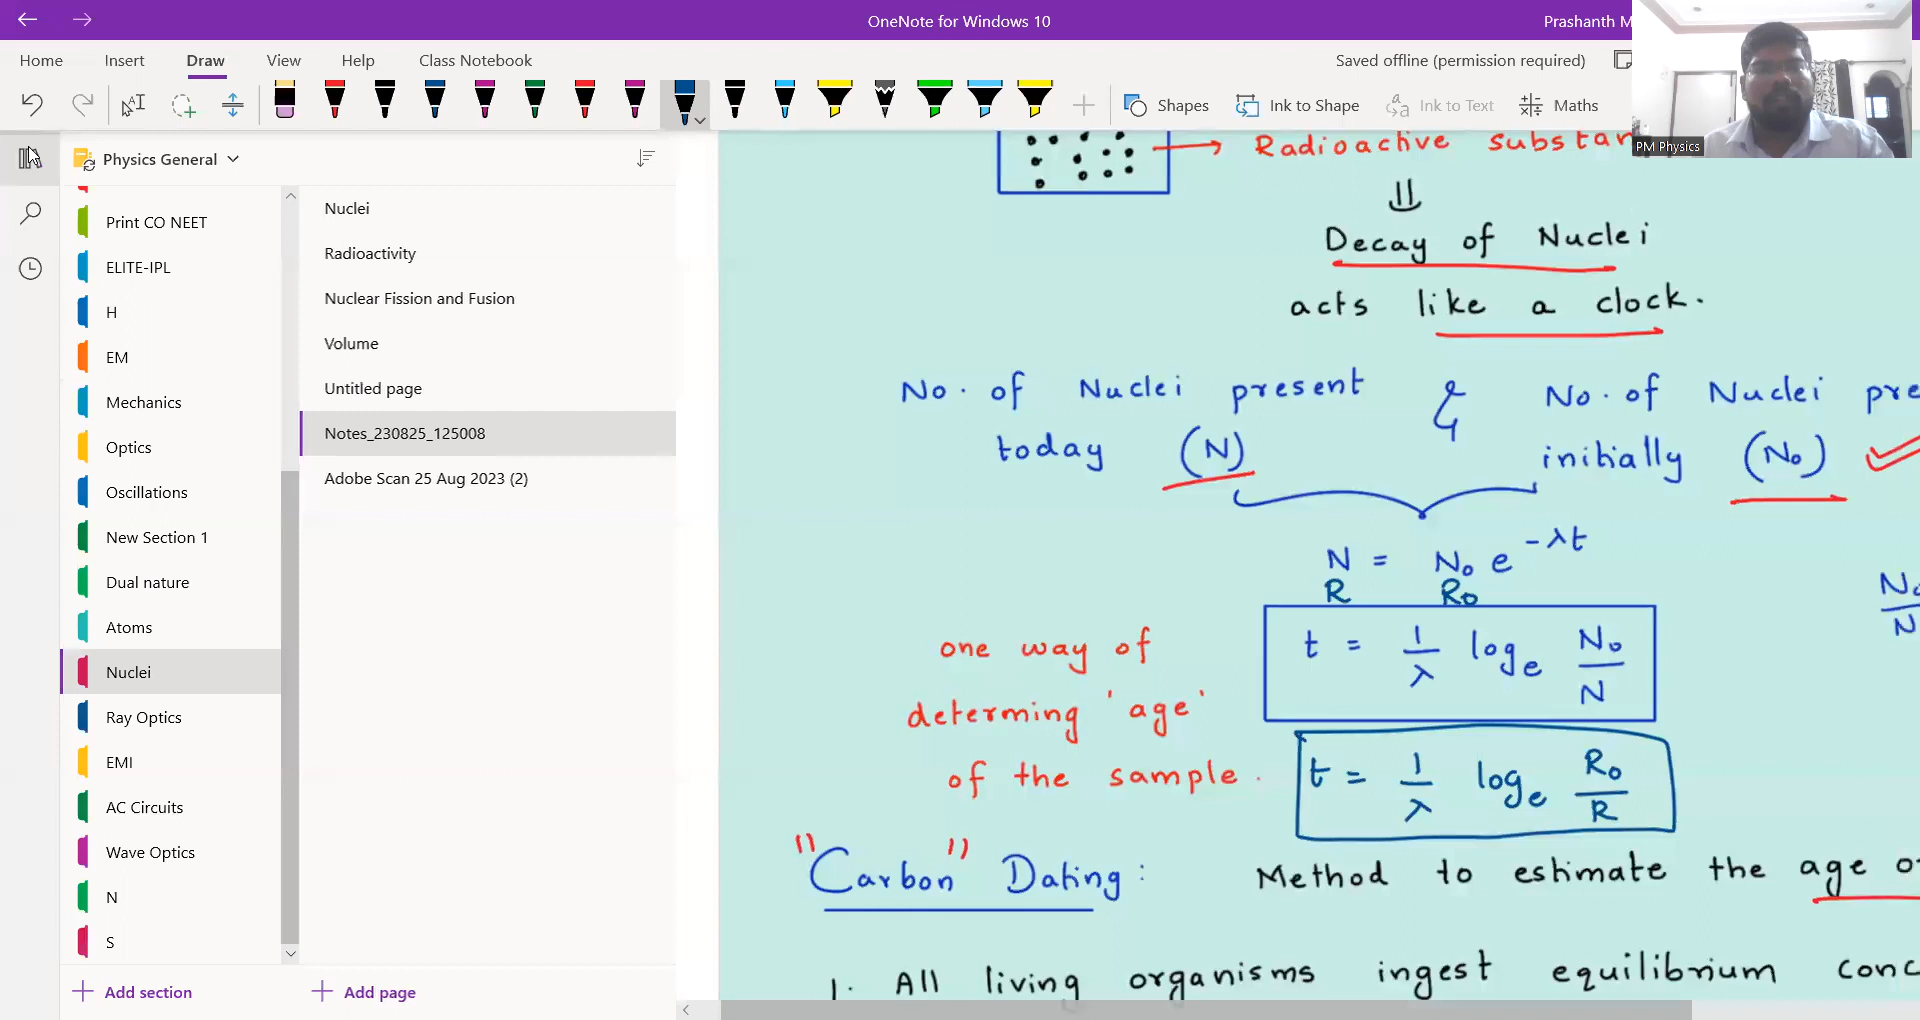 OneNote for Windows 10
Prashanth M
Home Insert Draw View Help Class Notebook
Saved offline (permission required)
Shapes Ink to Shape Ink to Text Maths
PM Physics
Physics General
Print CO NEET
ELITE-IPL
H
EM
Mechanics
Optics
Oscillations
New Section 1
Dual nature
Atoms
Nuclei
Ray Optics
EMI
AC Circuits
Wave Optics
N
S
Add section
Nuclei
Radioactivity
Nuclear Fission and Fusion
Volume
Untitled page
Notes_230825_125008
Adobe Scan 25 Aug 2023 (2)
Add page
→ Radioactive substan
⇓
Decay of Nuclei
acts like a clock.
No. of Nuclei present & No. of Nuclei pre
today (N) initially (N₀)
N = N₀ e^-λt
R R₀
N₀/N
one way of
determing 'age'
of the sample.
t = 1/λ logₑ N₀/N
t = 1/λ logₑ R₀/R
"Carbon" Dating : Method to estimate the age o
1. All living organisms ingest equilibrium conc